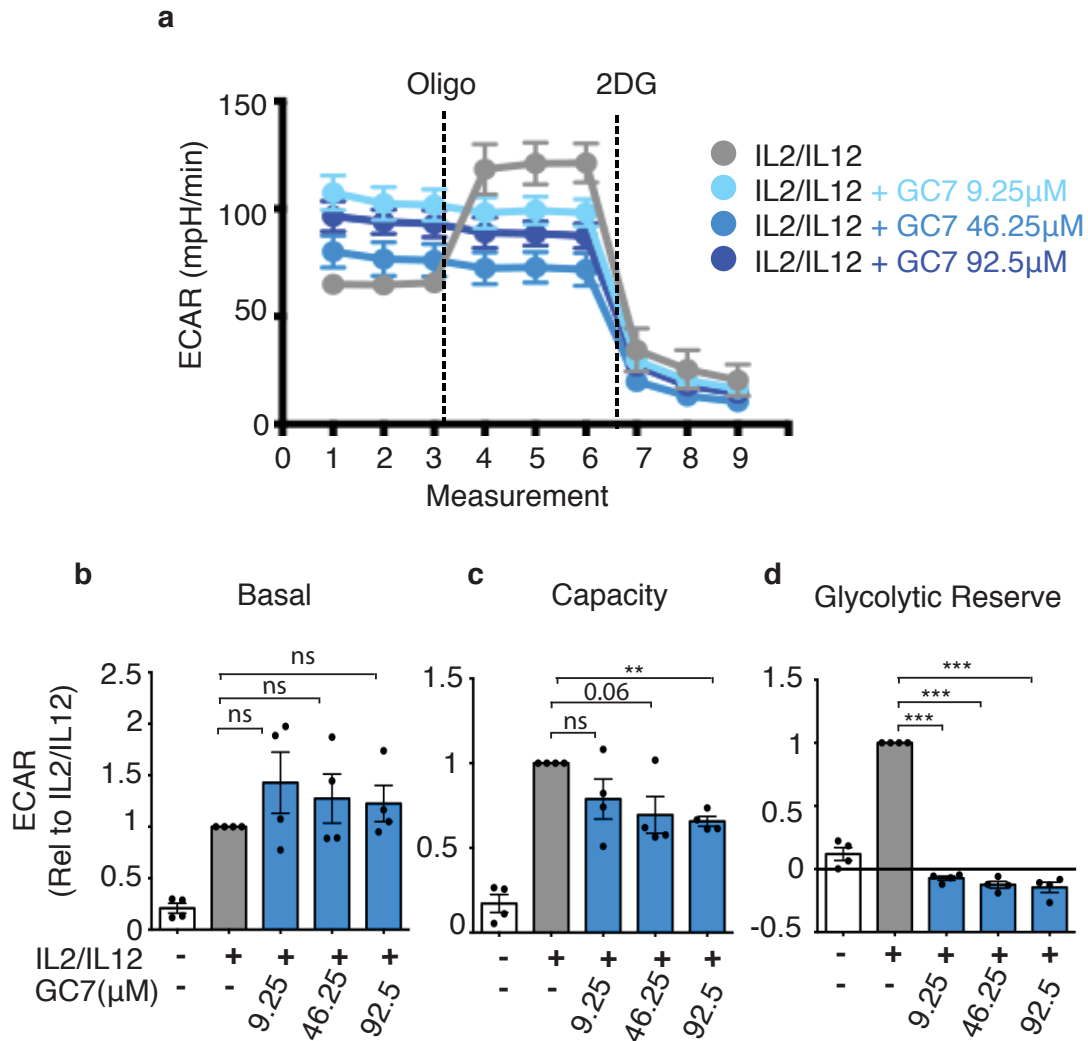 a
Oligo 2DG
150
100
50
0
ECAR (mpH/min)
0 1 2 3 4 5 6 7 8 9
Measurement
IL2/IL12
IL2/IL12 + GC7 9.25µM
IL2/IL12 + GC7 46.25µM
IL2/IL12 + GC7 92.5µM
b
Basal
ECAR
(Rel to IL2/IL12)
2.5
2
1.5
1
0.5
0
ns
ns
ns
IL2/IL12 - + + + +
GC7(µM) - - 9.25 46.25 92.5
c
Capacity
1.5
1
0.5
0
**
0.06
ns
- + + + +
- - 9.25 46.25 92.5
d
Glycolytic Reserve
1.5
1
0.5
0
-0.5
***
***
***
- + + + +
- - 9.25 46.25 92.5